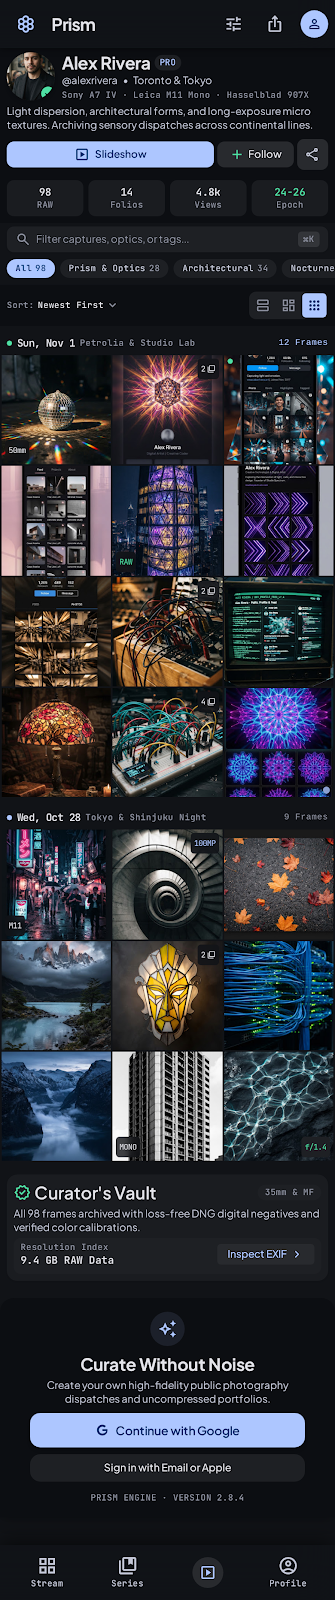 Prism
Alex Rivera PRO
@alexrivera • Toronto & Tokyo
Sony A7 IV · Leica M11 Mono · Hasselblad 907X
Light dispersion, architectural forms, and long-exposure micro
textures. Archiving sensory dispatches across continental lines.
Slideshow
Follow
98
RAW
14
Folios
4.8k
Views
24-26
Epoch
Filter captures, optics, or tags...
⌘K
All 98
Prism & Optics 28
Architectural 34
Nocturne
Sort: Newest First
Sun, Nov 1 Petrolia & Studio Lab
12 Frames
50mm
2
Alex Rivera
Alex Rivera
RAW
2
4
Wed, Oct 28 Tokyo & Shinjuku Night
9 Frames
M11
100MP
2
MONO
f/1.4
Curator's Vault
35mm & MF
All 98 frames archived with loss-free DNG digital negatives and
verified color calibrations.
Resolution Index
9.4 GB RAW Data
Inspect EXIF
Curate Without Noise
Create your own high-fidelity public photography
dispatches and uncompressed portfolios.
G Continue with Google
Sign in with Email or Apple
PRISM ENGINE · VERSION 2.8.4
Stream
Series
Profile